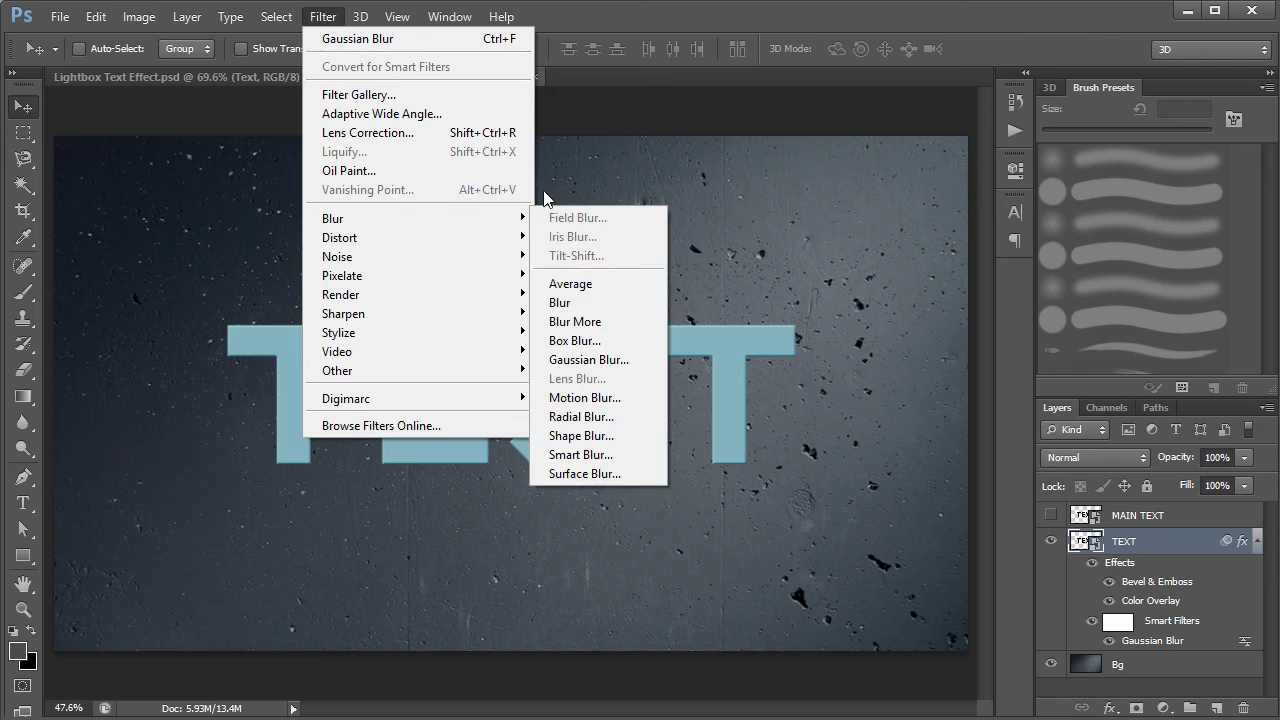 Ps File Edit Image Layer Type Select Filter 3D View Window Help
Auto-Select: Group Show Tran 3D Mode: 3D
Lightbox Text Effect.psd @ 69.6% (Text, RGB/8)
Gaussian Blur Ctrl+F
Convert for Smart Filters
Filter Gallery...
Adaptive Wide Angle...
Lens Correction... Shift+Ctrl+R
Liquify... Shift+Ctrl+X
Oil Paint...
Vanishing Point... Alt+Ctrl+V
Blur
Distort
Noise
Pixelate
Render
Sharpen
Stylize
Video
Other
Digimarc
Browse Filters Online...
Field Blur...
Iris Blur...
Tilt-Shift...
Average
Blur
Blur More
Box Blur...
Gaussian Blur...
Lens Blur...
Motion Blur...
Radial Blur...
Shape Blur...
Smart Blur...
Surface Blur...
3D Brush Presets
Size:
Layers Channels Paths
Kind
Normal Opacity: 100%
Lock: Fill: 100%
MAIN TEXT
TEXT fx
Effects
Bevel & Emboss
Color Overlay
Smart Filters
Gaussian Blur
Bg
47.6% Doc: 5.93M/13.4M